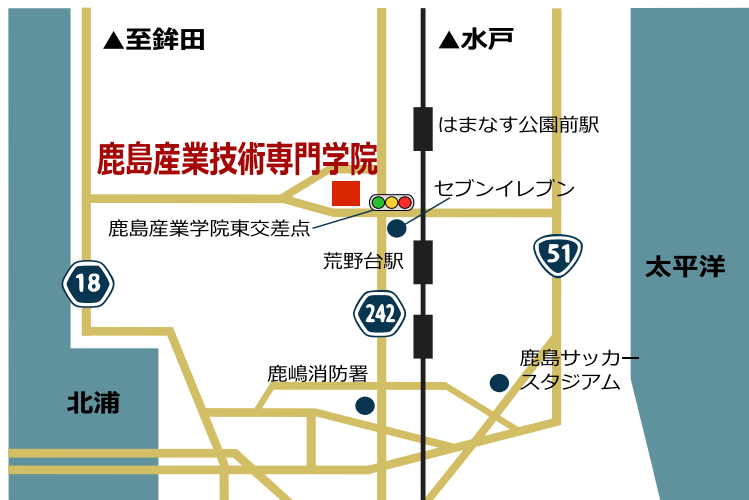 ▲至鉾田
▲水戸
はまなす公園前駅
鹿島産業技術専門学院
セブンイレブン
鹿島産業学院東交差点
荒野台駅
51
太平洋
18
242
鹿島サッカー
スタジアム
鹿嶋消防署
北浦